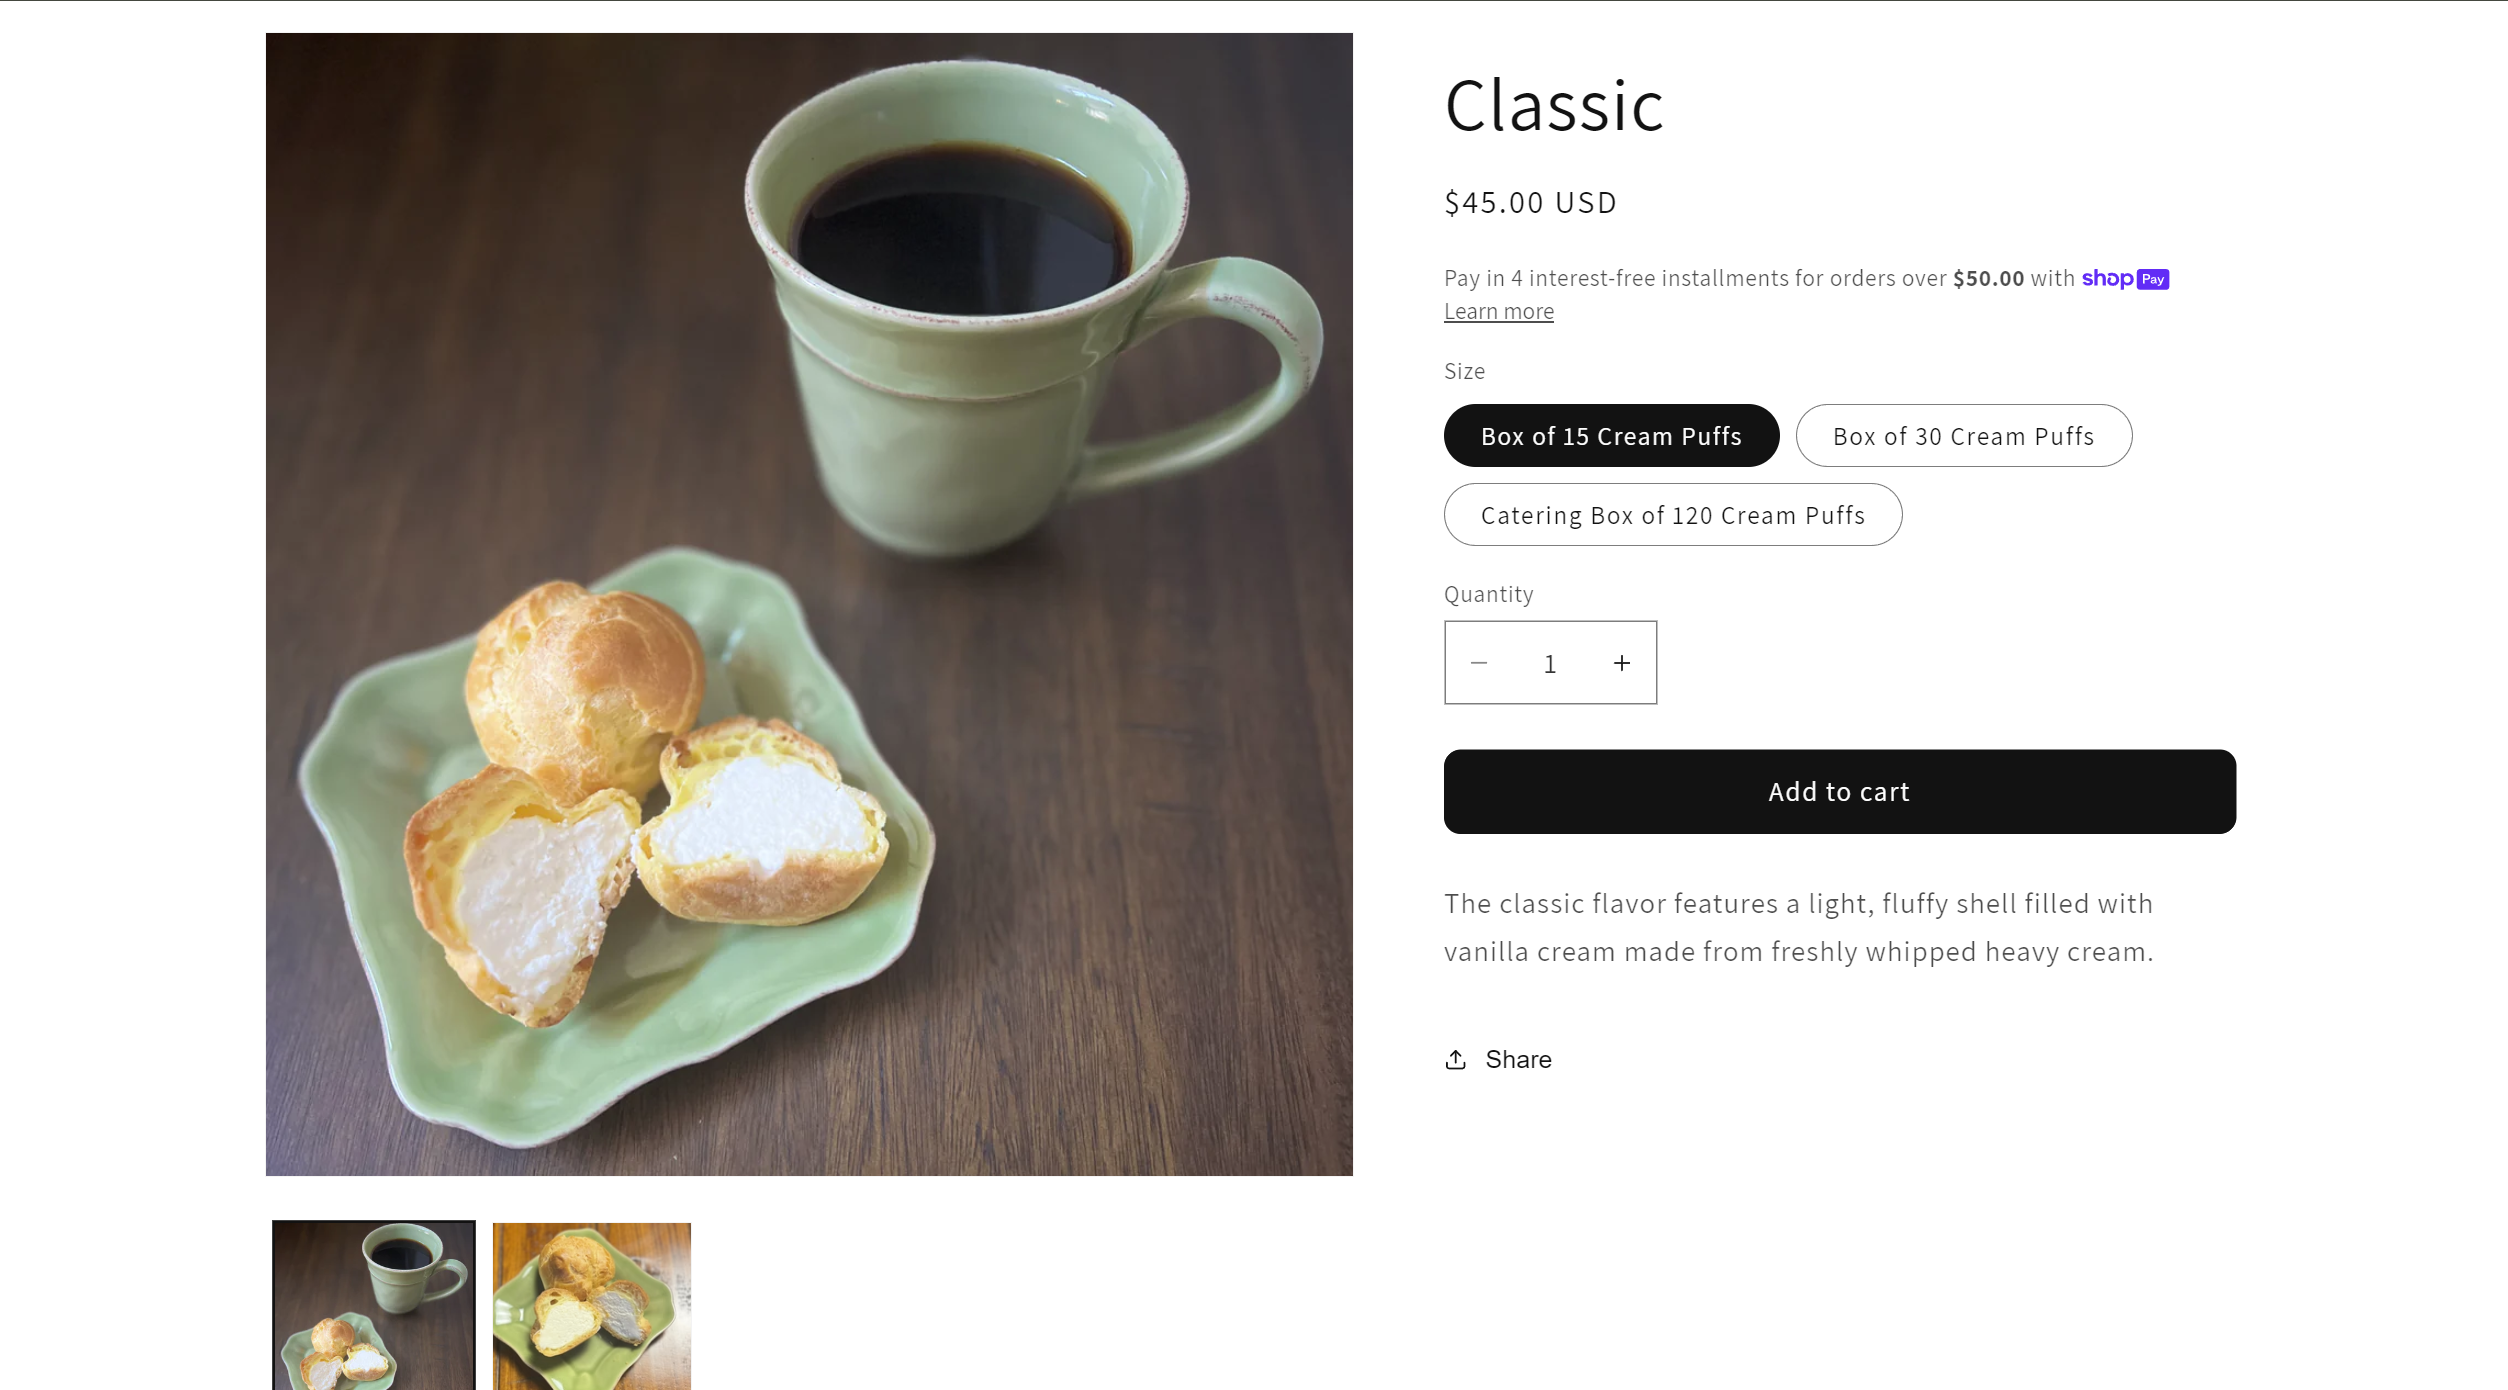 Classic
$45.00 USD
Pay in 4 interest-free installments for orders over $50.00 with shop Pay
Learn more
Size
Box of 15 Cream Puffs
Box of 30 Cream Puffs
Catering Box of 120 Cream Puffs
Quantity
− 1 +
Add to cart
The classic flavor features a light, fluffy shell filled with
vanilla cream made from freshly whipped heavy cream.
Share